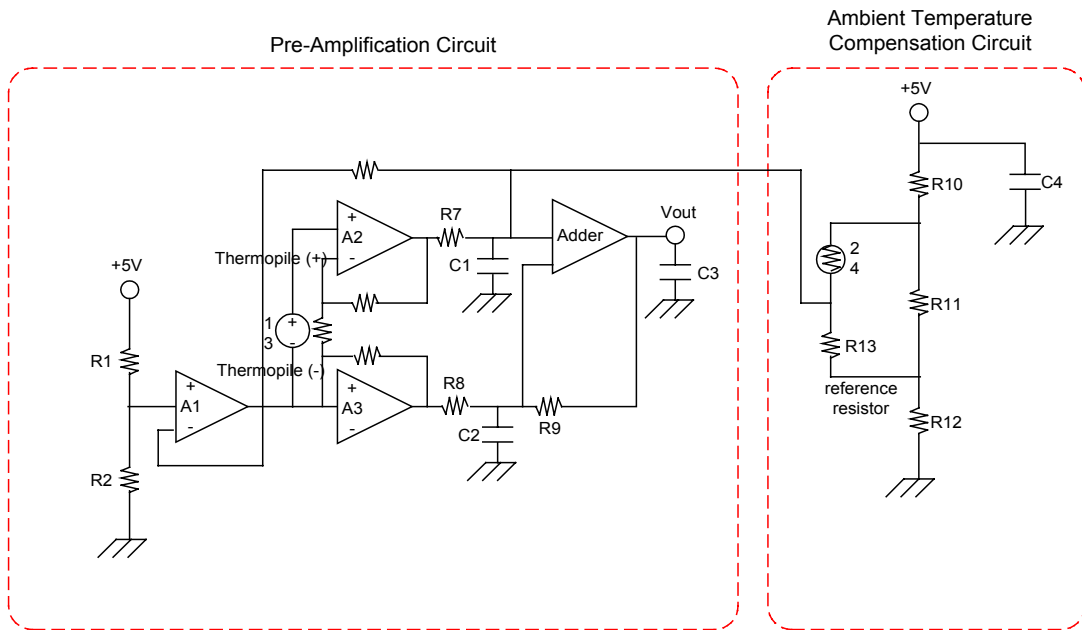 Pre-Amplification Circuit
Ambient Temperature
Compensation Circuit
+5V
R10
C4
R7
Vout
+
A2
-
Adder
Thermopile (+)
C1
C3
2
4
+5V
1
3
+
-
R11
R1
R13
Thermopile (-)
reference
resistor
+
A1
-
+
A3
-
R8
R9
C2
R12
R2